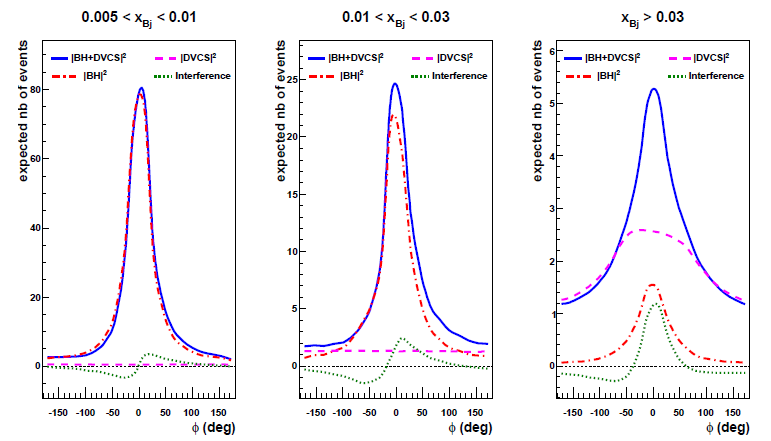 0.005 < xBj < 0.01
expected nb of events
|BH+DVCS|²
|DVCS|²
|BH|²
Interference
80
60
40
20
0
-150 -100 -50 0 50 100 150
ϕ (deg)
0.01 < xBj < 0.03
expected nb of events
|BH+DVCS|²
|DVCS|²
|BH|²
Interference
25
20
15
10
5
0
-150 -100 -50 0 50 100 150
ϕ (deg)
xBj > 0.03
expected nb of events
|BH+DVCS|²
|DVCS|²
|BH|²
Interference
6
5
4
3
2
1
0
-150 -100 -50 0 50 100 150
ϕ (deg)